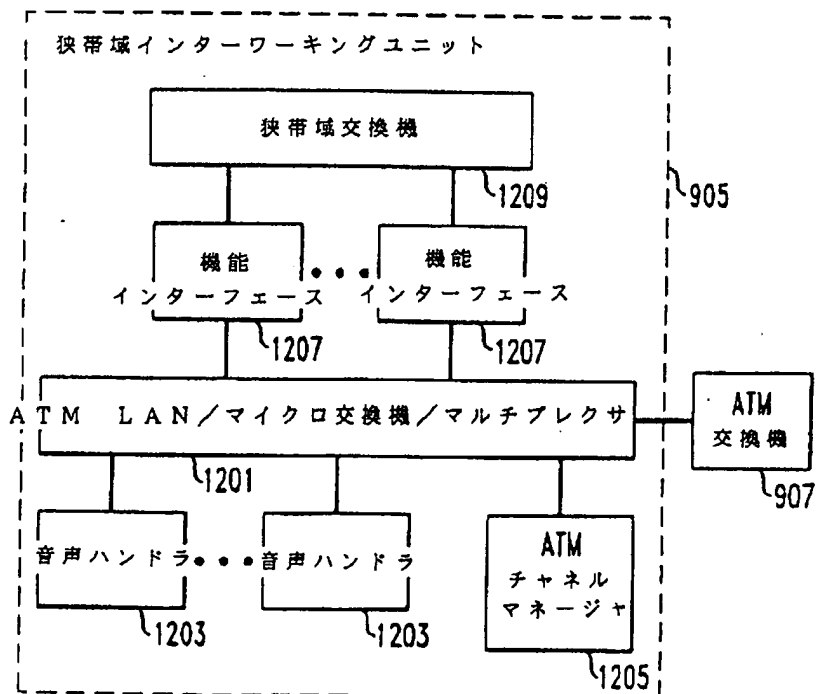 狭帯域インターワーキングユニット
狭帯域交換機
1209
905
機能
インターフェース
1207
•••
機能
インターフェース
1207
ATM LAN/マイクロ交換機/マルチプレクサ
1201
ATM
交換機
907
音声ハンドラ
1203
•••
音声ハンドラ
1203
ATM
チャネル
マネージャ
1205